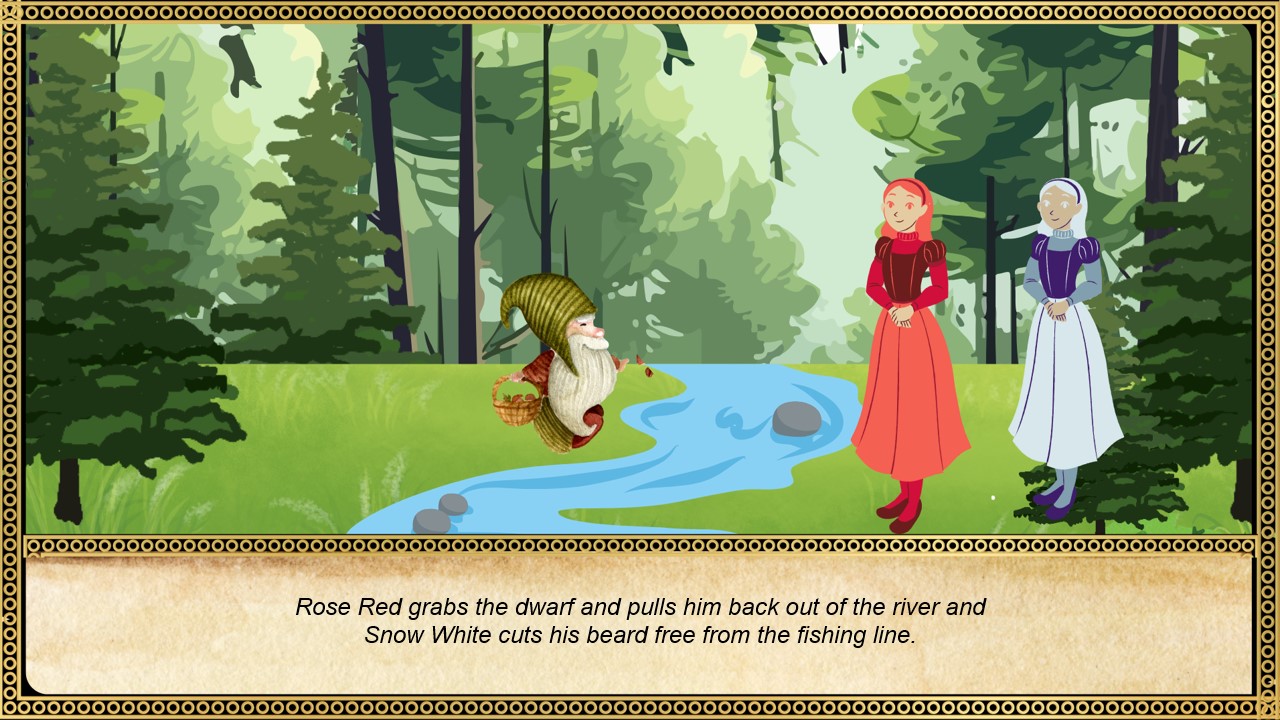 Rose Red grabs the dwarf and pulls him back out of the river and
Snow White cuts his beard free from the fishing line.